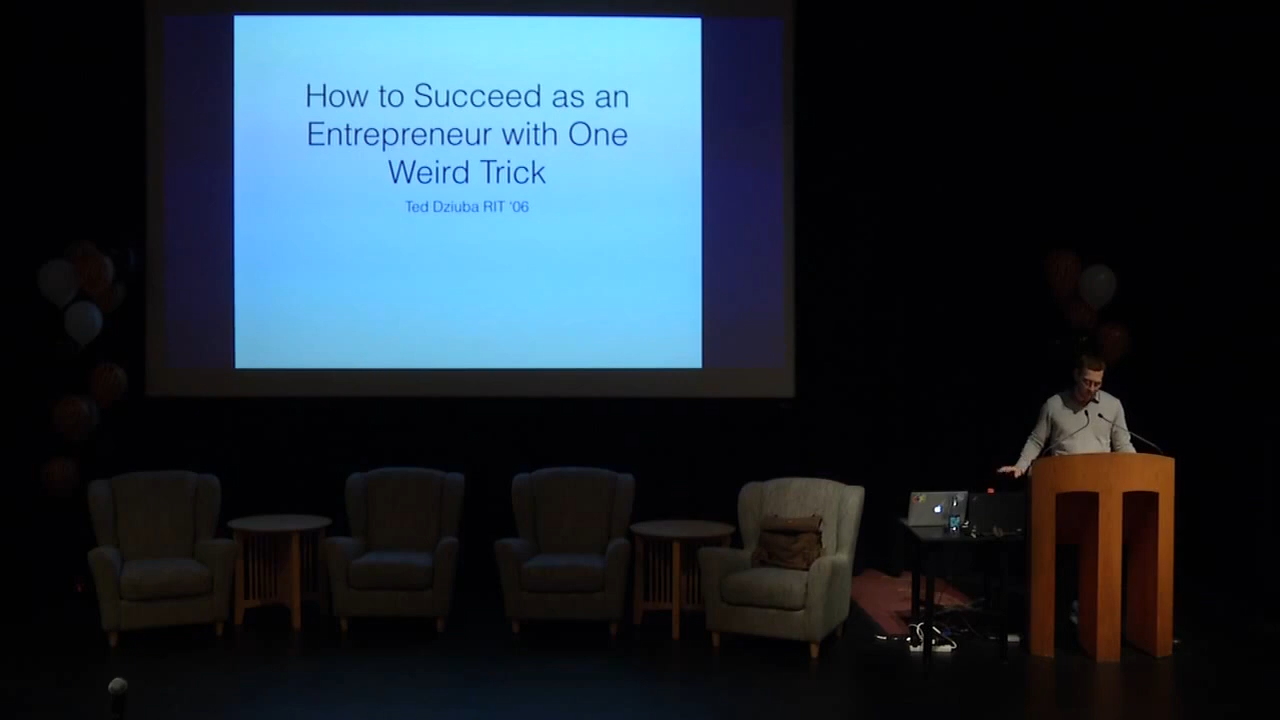 How to Succeed as an
Entrepreneur with One
Weird Trick
Ted Dziuba RIT '06